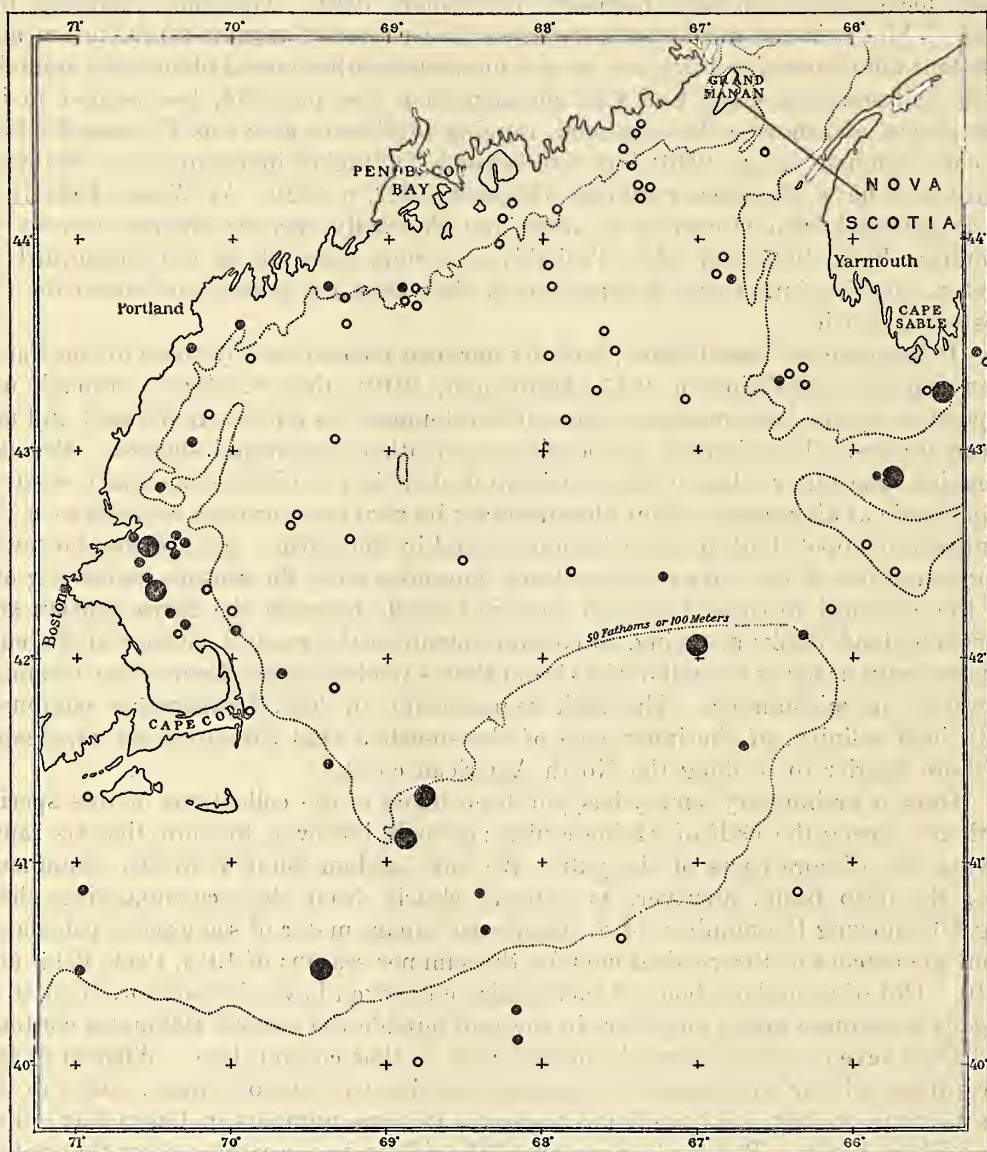 71°
70°
69°
68°
67°
66°
GRAND
MANAN
PENOBSCOT
BAY
NOVA
SCOTIA
44°
44°
Yarmouth
Portland
CAPE
SABLE
43°
43°
Boston
50 Fathoms or 100 Meters
42°
42°
CAPE COD
41°
41°
40°
40°
71°
70°
69°
68°
67°
66°